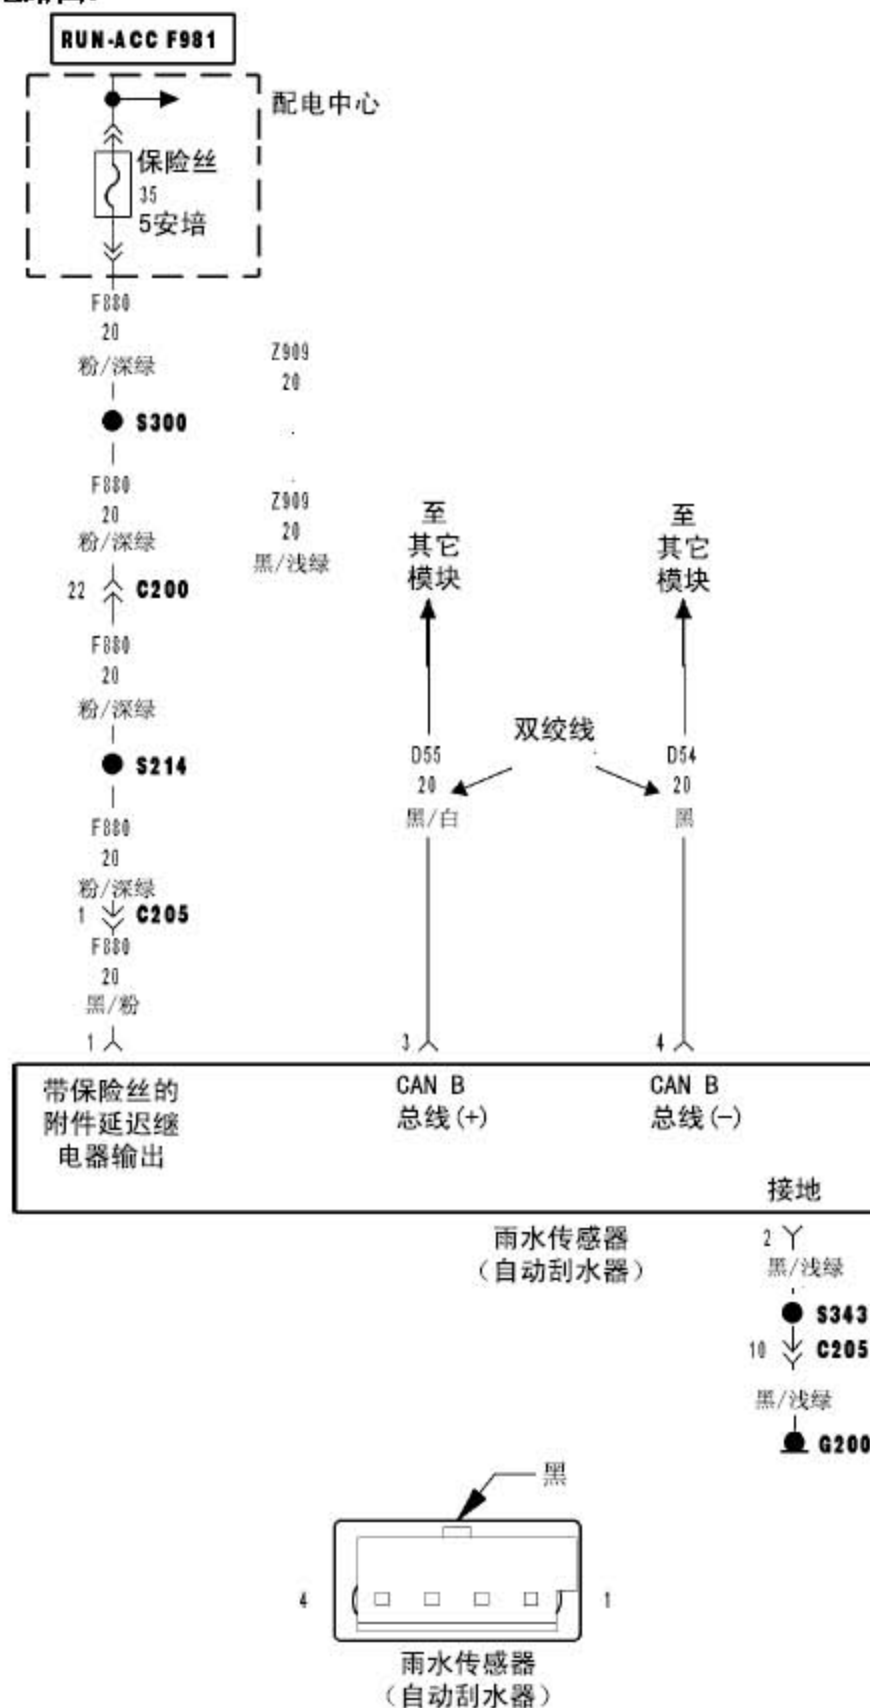 RUN-ACC F981
配电中心
保险丝
35
5安培
F880
20
粉/深绿
S300
F880
20
粉/深绿
22
C200
F880
20
粉/深绿
S214
F880
20
粉/深绿
1
C205
F880
20
黑/粉
1
Z909
20
Z909
20
黑/浅绿
至
其它
模块
至
其它
模块
双绞线
D55
20
黑/白
D54
20
黑
3
4
带保险丝的
附件延迟继
电器输出
CAN B
总线(+)
CAN B
总线(-)
接地
雨水传感器
（自动刮水器）
2
黑/浅绿
S343
10
C205
黑/浅绿
G200
黑
4
1
雨水传感器
（自动刮水器）